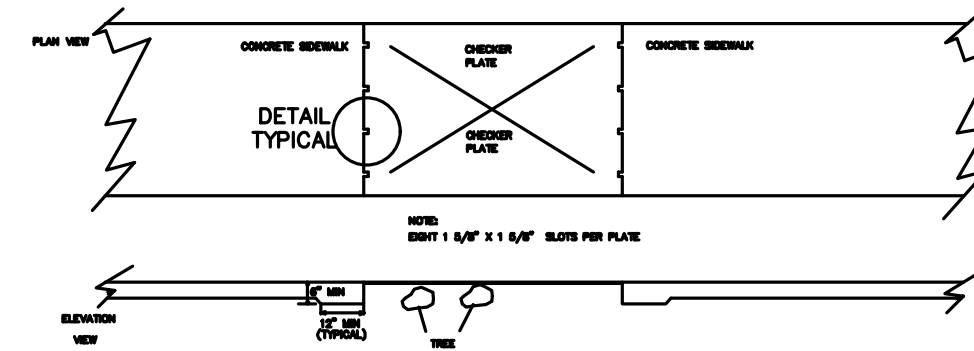 PLAN VIEW
CONCRETE SIDEWALK
CHECKER
PLATE
CONCRETE SIDEWALK
DETAIL
TYPICAL
CHECKER
PLATE
NOTE:
EIGHT 1 5/8" X 1 5/8" SLOTS PER PLATE
6" MIN
12" MIN
(TYPICAL)
ELEVATION
VIEW
TREE